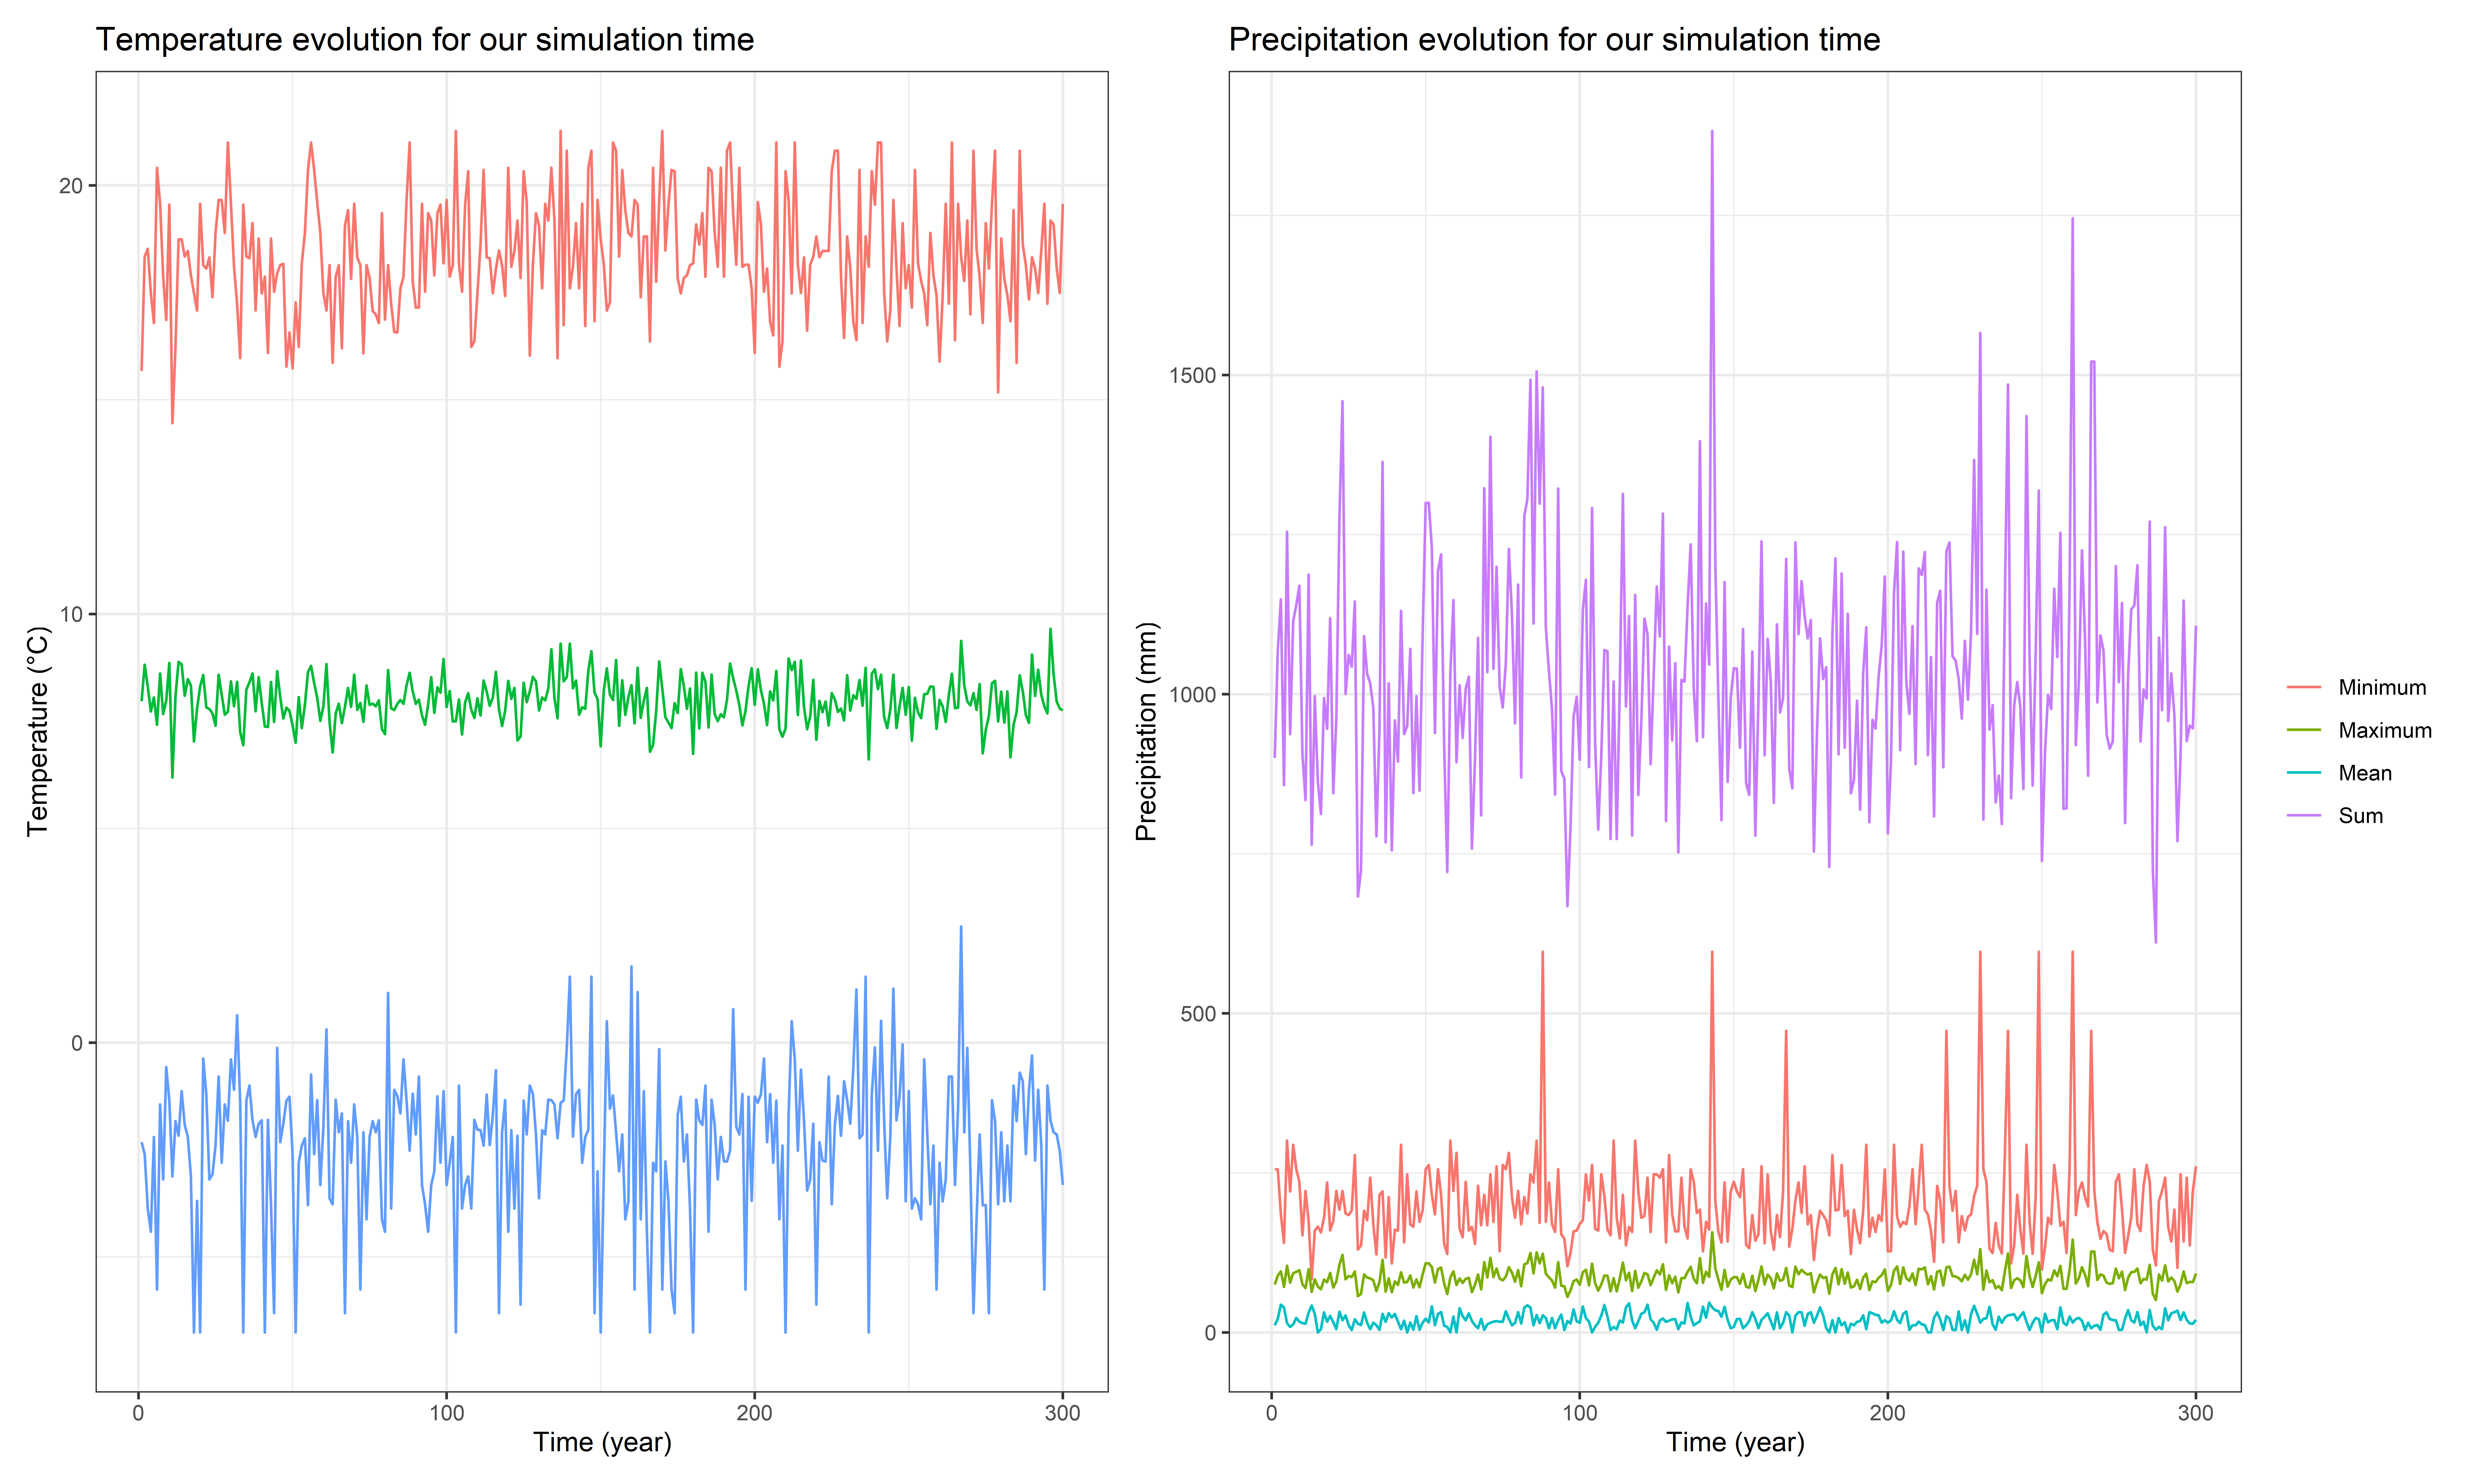 Temperature evolution for our simulation time
Temperature (°C)
20
10
0
0
100
200
300
Time (year)
Precipitation evolution for our simulation time
Precipitation (mm)
1500
1000
500
0
0
100
200
300
Time (year)
Minimum
Maximum
Mean
Sum